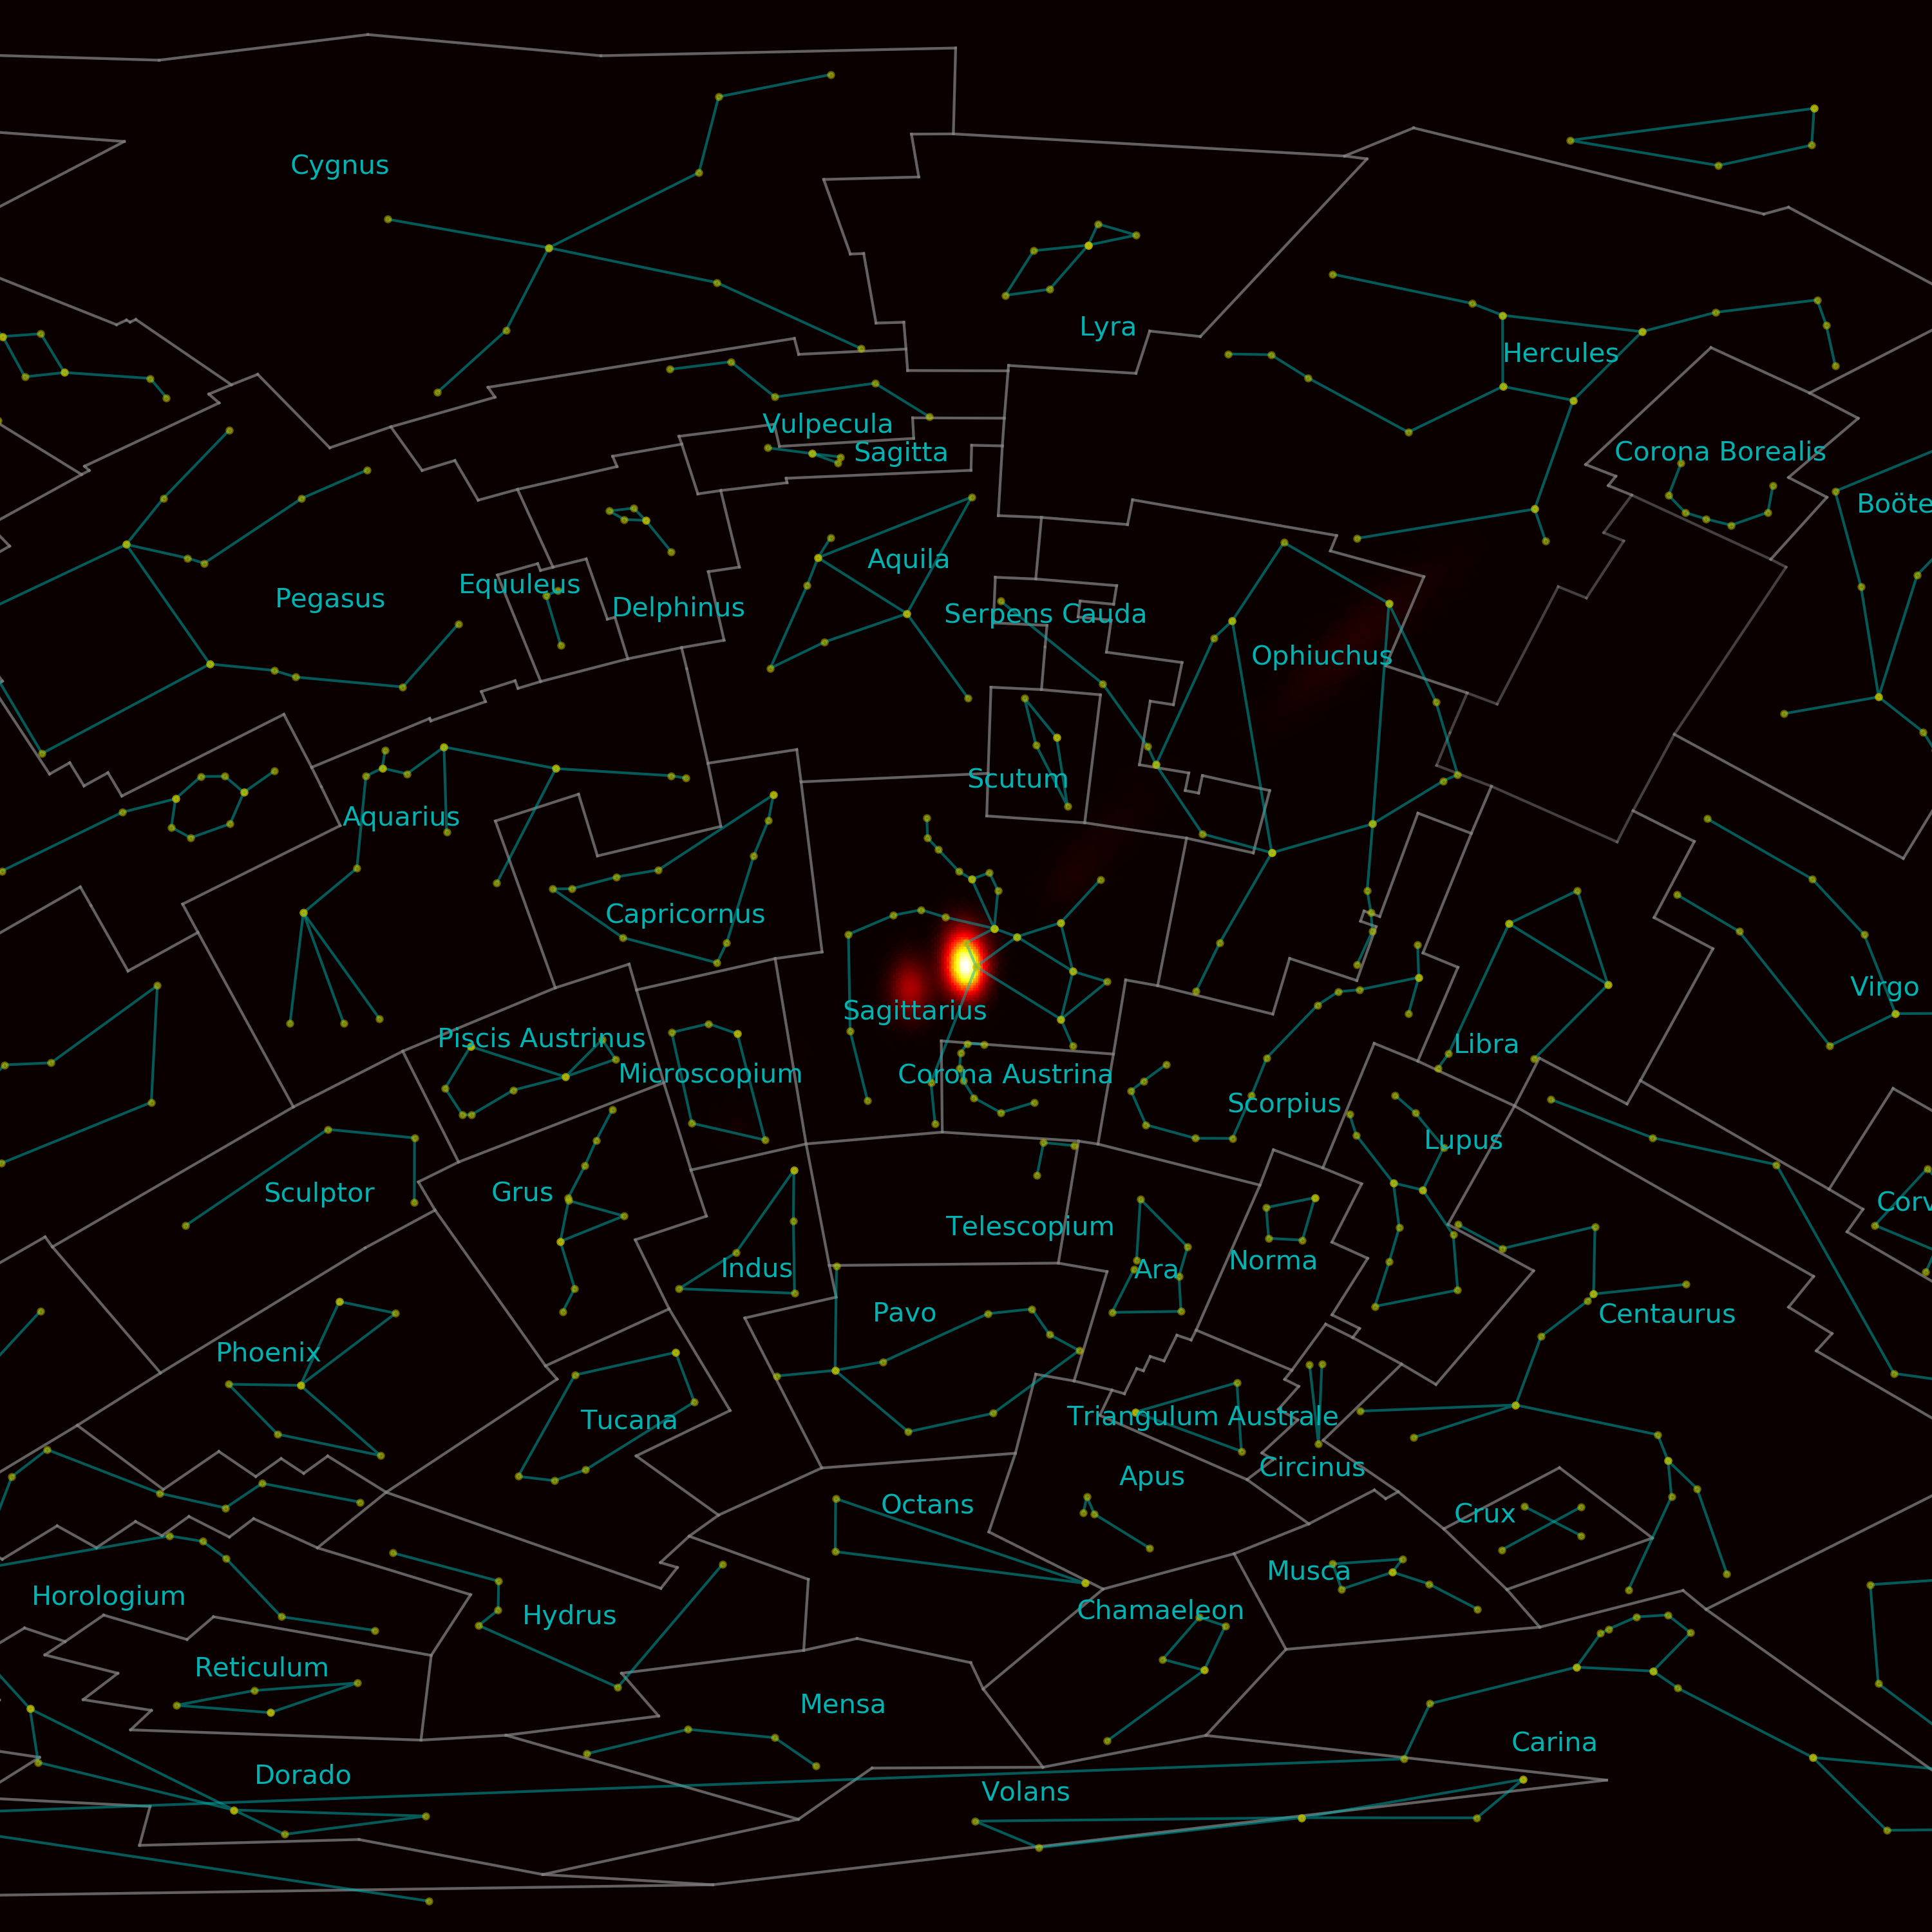 Cygnus
Lyra
Hercules
Vulpecula
Sagitta
Corona Borealis
Boöte
Aquila
Pegasus
Equuleus
Delphinus
Serpens Cauda
Ophiuchus
Scutum
Aquarius
Capricornus
Sagittarius
Virgo
Piscis Austrinus
Libra
Microscopium
Corona Austrina
Scorpius
Lupus
Sculptor
Grus
Corv
Telescopium
Indus
Ara
Norma
Pavo
Centaurus
Phoenix
Tucana
Triangulum Australe
Circinus
Apus
Octans
Crux
Musca
Horologium
Hydrus
Chamaeleon
Reticulum
Mensa
Carina
Dorado
Volans